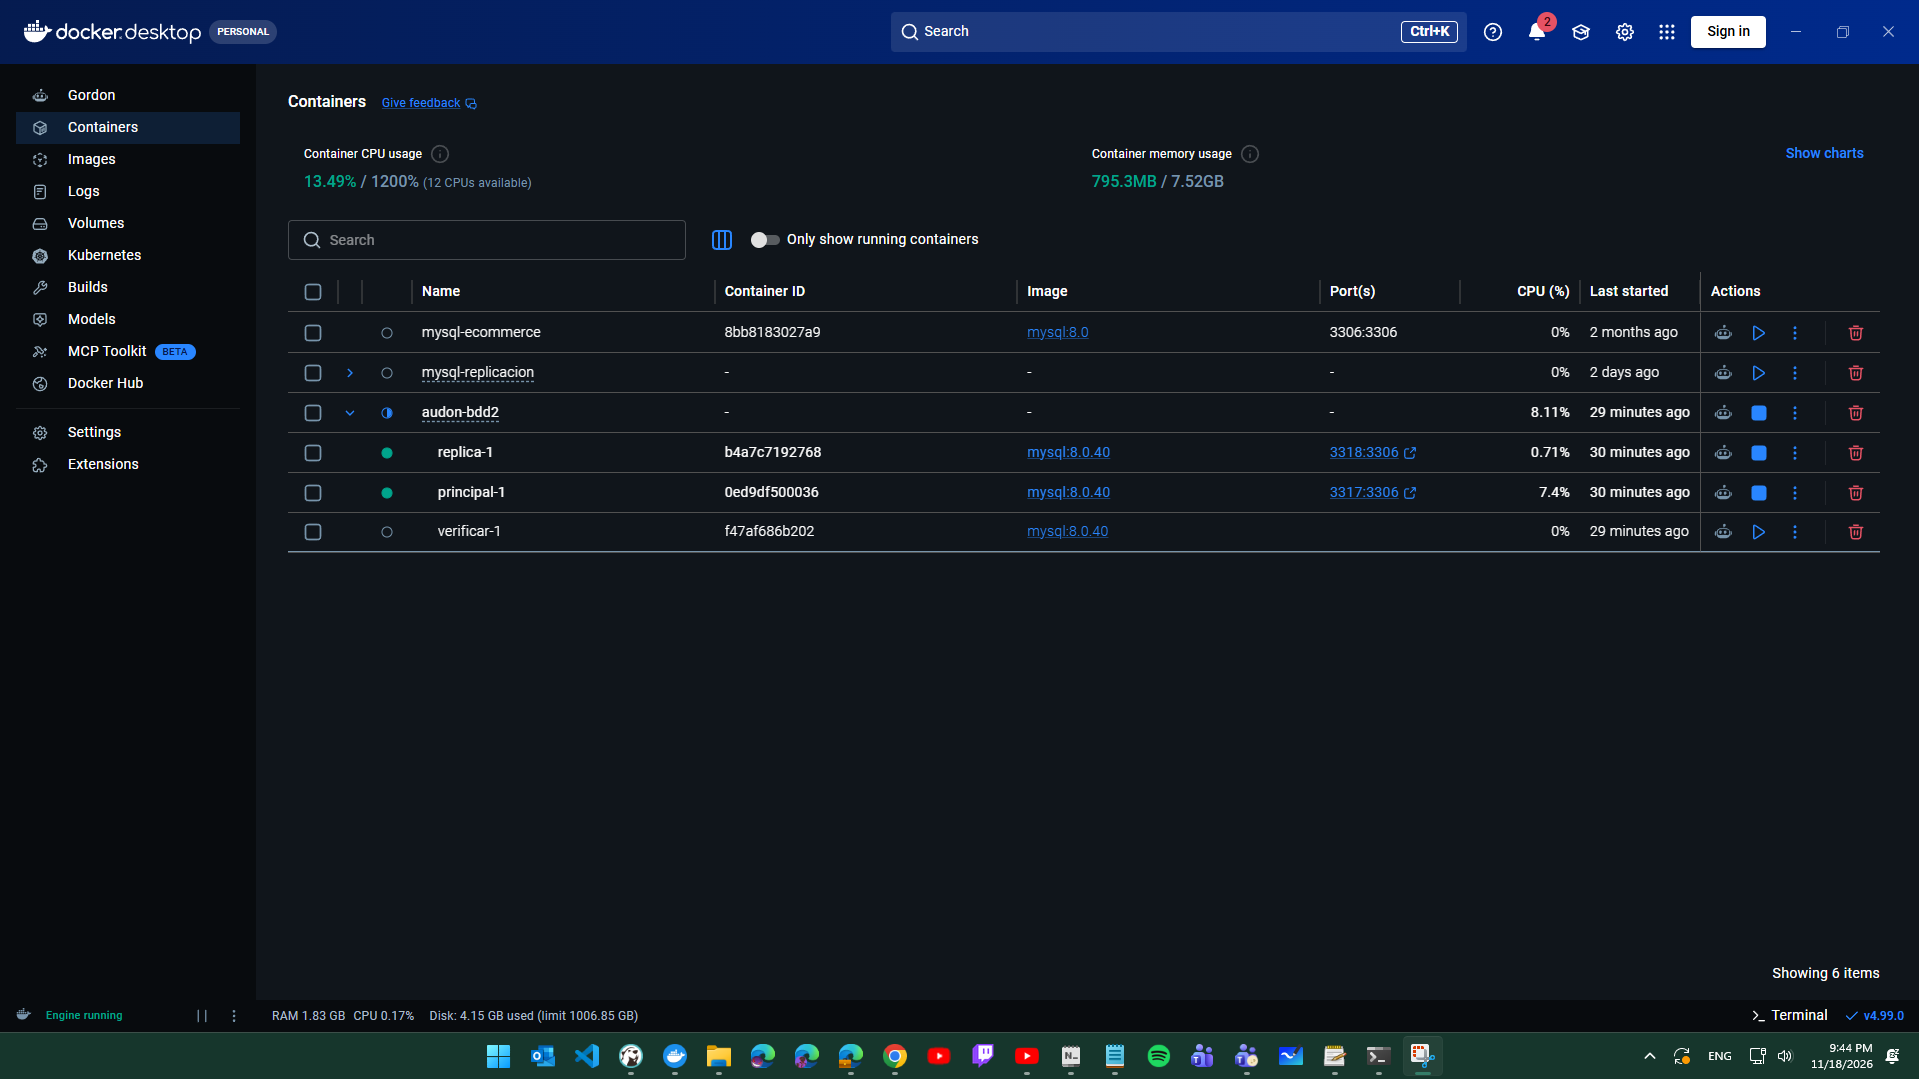 docker.desktop PERSONAL Search Ctrl+K 2 Sign in
Gordon
Containers
Images
Logs
Volumes
Kubernetes
Builds
Models
MCP Toolkit BETA
Docker Hub
Settings
Extensions
Containers Give feedback
Container CPU usage
13.49% / 1200% (12 CPUs available)
Container memory usage
795.3MB / 7.52GB
Show charts
Search Only show running containers
Name Container ID Image Port(s) CPU (%) Last started Actions
mysql-ecommerce 8bb8183027a9 mysql:8.0 3306:3306 0% 2 months ago
mysql-replicacion - - - 0% 2 days ago
audon-bdd2 - - - 8.11% 29 minutes ago
replica-1 b4a7c7192768 mysql:8.0.40 3318:3306 0.71% 30 minutes ago
principal-1 0ed9df500036 mysql:8.0.40 3317:3306 7.4% 30 minutes ago
verificar-1 f47af686b202 mysql:8.0.40 0% 29 minutes ago
Showing 6 items
Engine running RAM 1.83 GB CPU 0.17% Disk: 4.15 GB used (limit 1006.85 GB) Terminal v4.99.0
ENG 9:44 PM
11/18/2026